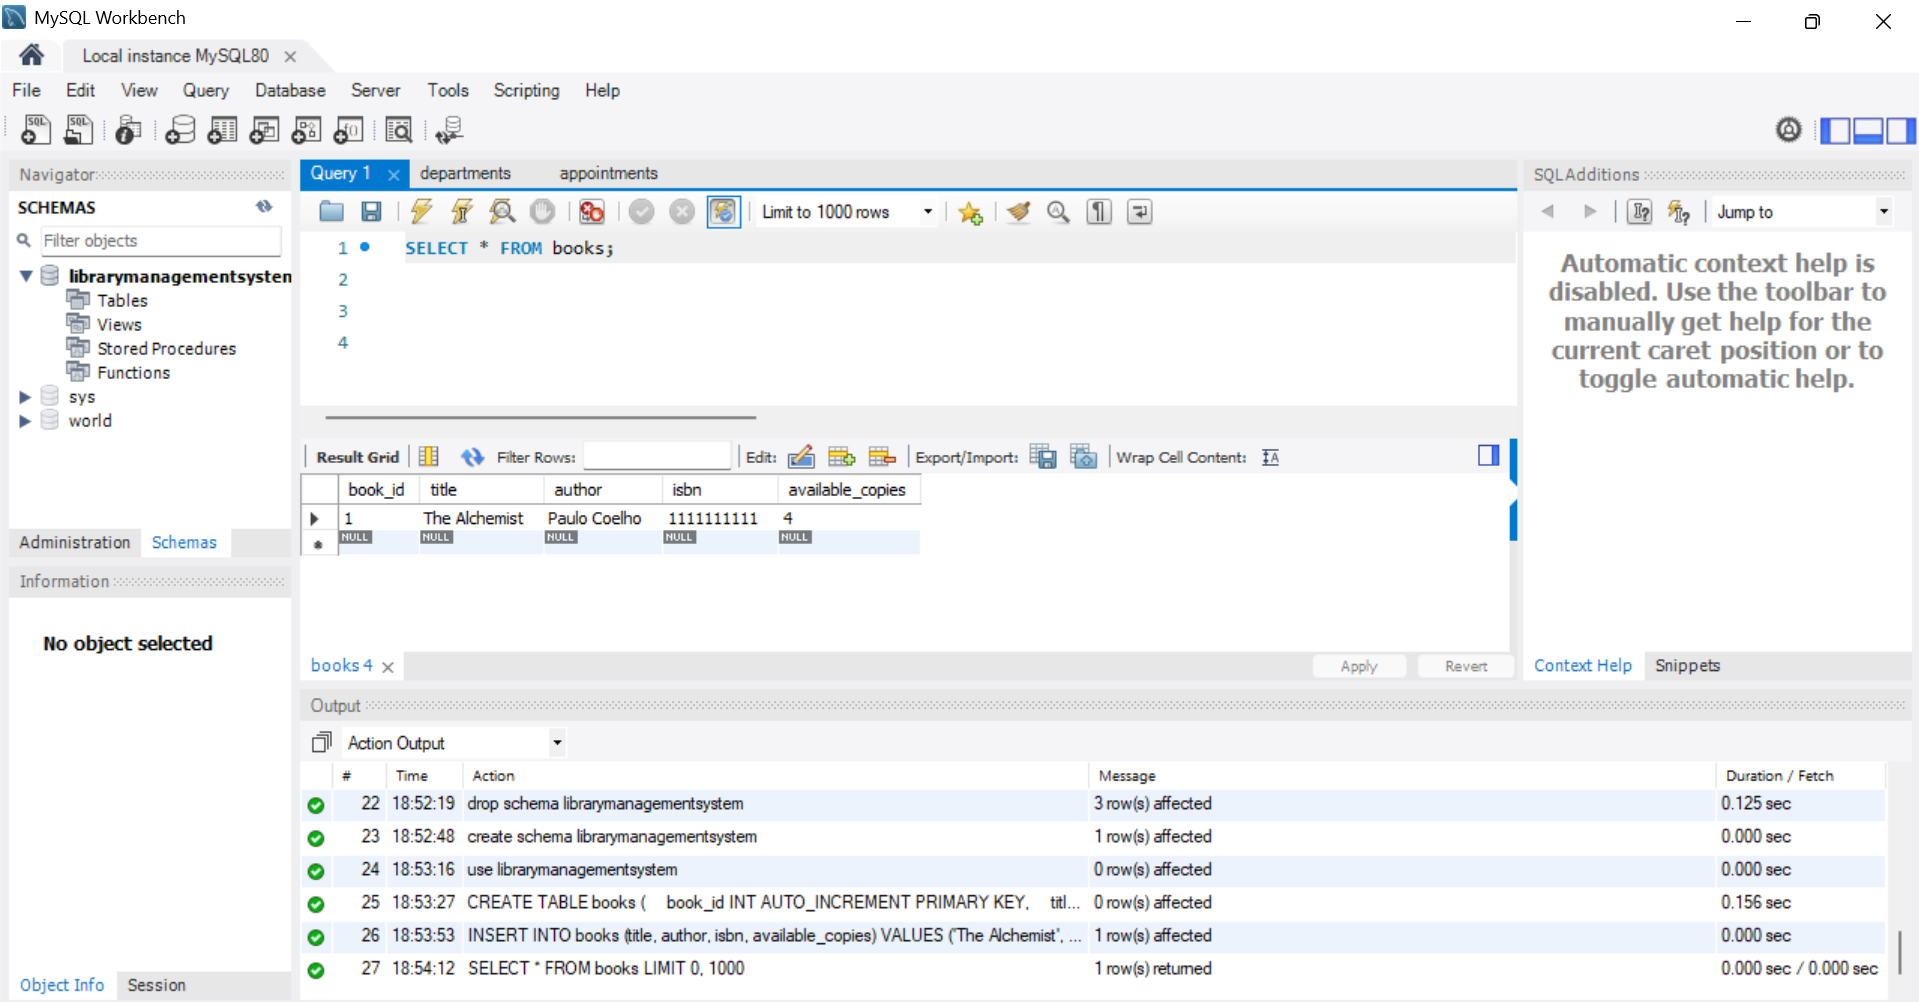 MySQL Workbench
Local instance MySQL80
File Edit View Query Database Server Tools Scripting Help
Navigator
SCHEMAS
Filter objects
librarymanagementsystem
Tables
Views
Stored Procedures
Functions
sys
world
Administration Schemas
Information
No object selected
Object Info Session
Query 1 departments appointments
Limit to 1000 rows
1 SELECT * FROM books;
2
3
4
Result Grid Filter Rows: Edit: Export/Import: Wrap Cell Content:
book_id title author isbn available_copies
1 The Alchemist Paulo Coelho 1111111111 4
NULL NULL NULL NULL NULL
books 4 Apply Revert
SQLAdditions
Jump to
Automatic context help is
disabled. Use the toolbar to
manually get help for the
current caret position or to
toggle automatic help.
Context Help Snippets
Output
Action Output
# Time Action Message Duration / Fetch
22 18:52:19 drop schema librarymanagementsystem 3 row(s) affected 0.125 sec
23 18:52:48 create schema librarymanagementsystem 1 row(s) affected 0.000 sec
24 18:53:16 use librarymanagementsystem 0 row(s) affected 0.000 sec
25 18:53:27 CREATE TABLE books ( book_id INT AUTO_INCREMENT PRIMARY KEY, titl... 0 row(s) affected 0.156 sec
26 18:53:53 INSERT INTO books (title, author, isbn, available_copies) VALUES ('The Alchemist', ... 1 row(s) affected 0.000 sec
27 18:54:12 SELECT * FROM books LIMIT 0, 1000 1 row(s) returned 0.000 sec / 0.000 sec